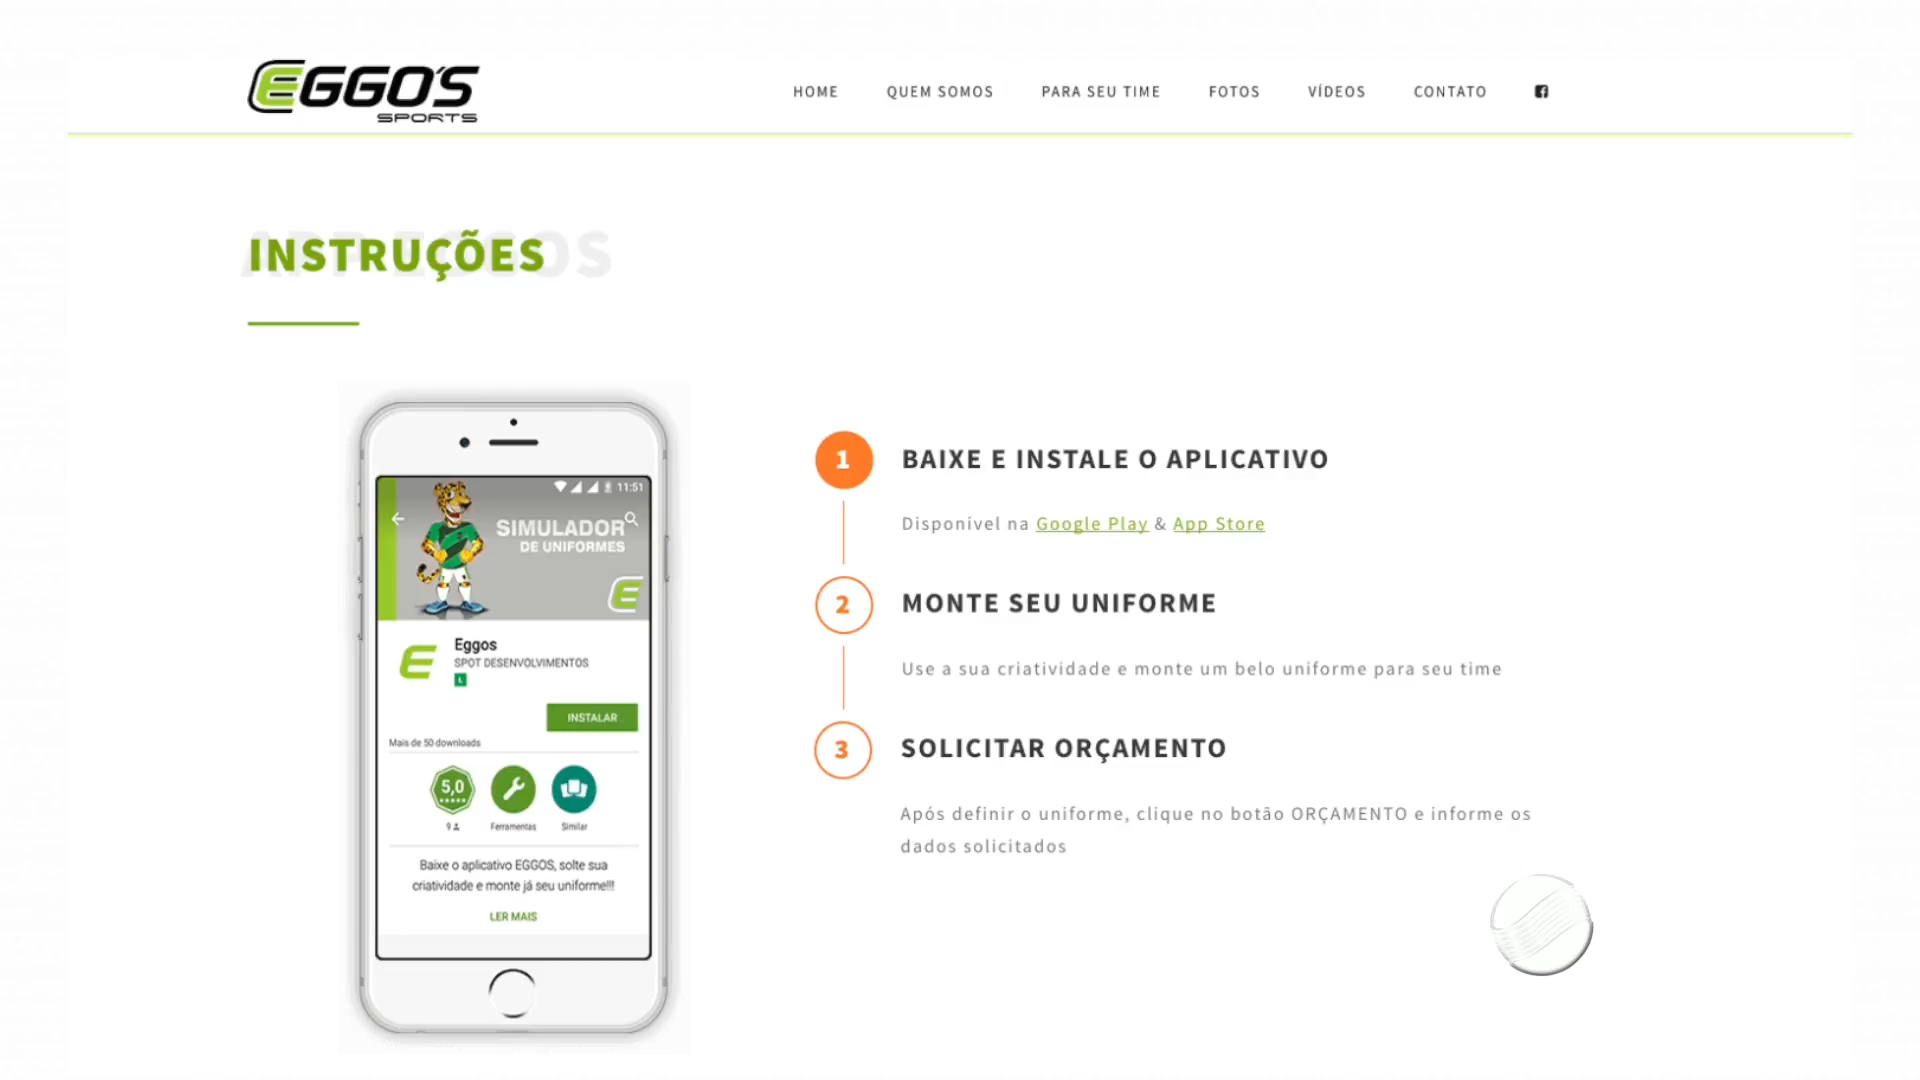 EGGO'S
SPORTS
HOME QUEM SOMOS PARA SEU TIME FOTOS VÍDEOS CONTATO
APP EGGOS
INSTRUÇÕES
11:51
SIMULADOR
DE UNIFORMES
E
E
Eggos
SPOT DESENVOLVIMENTOS
L
INSTALAR
Mais de 50 downloads
5,0
9 Ferramentas Similar
Baixe o aplicativo EGGOS, solte sua
criatividade e monte já seu uniforme!!!
LER MAIS
1 BAIXE E INSTALE O APLICATIVO
Disponível na Google Play & App Store
2 MONTE SEU UNIFORME
Use a sua criatividade e monte um belo uniforme para seu time
3 SOLICITAR ORÇAMENTO
Após definir o uniforme, clique no botão ORÇAMENTO e informe os
dados solicitados